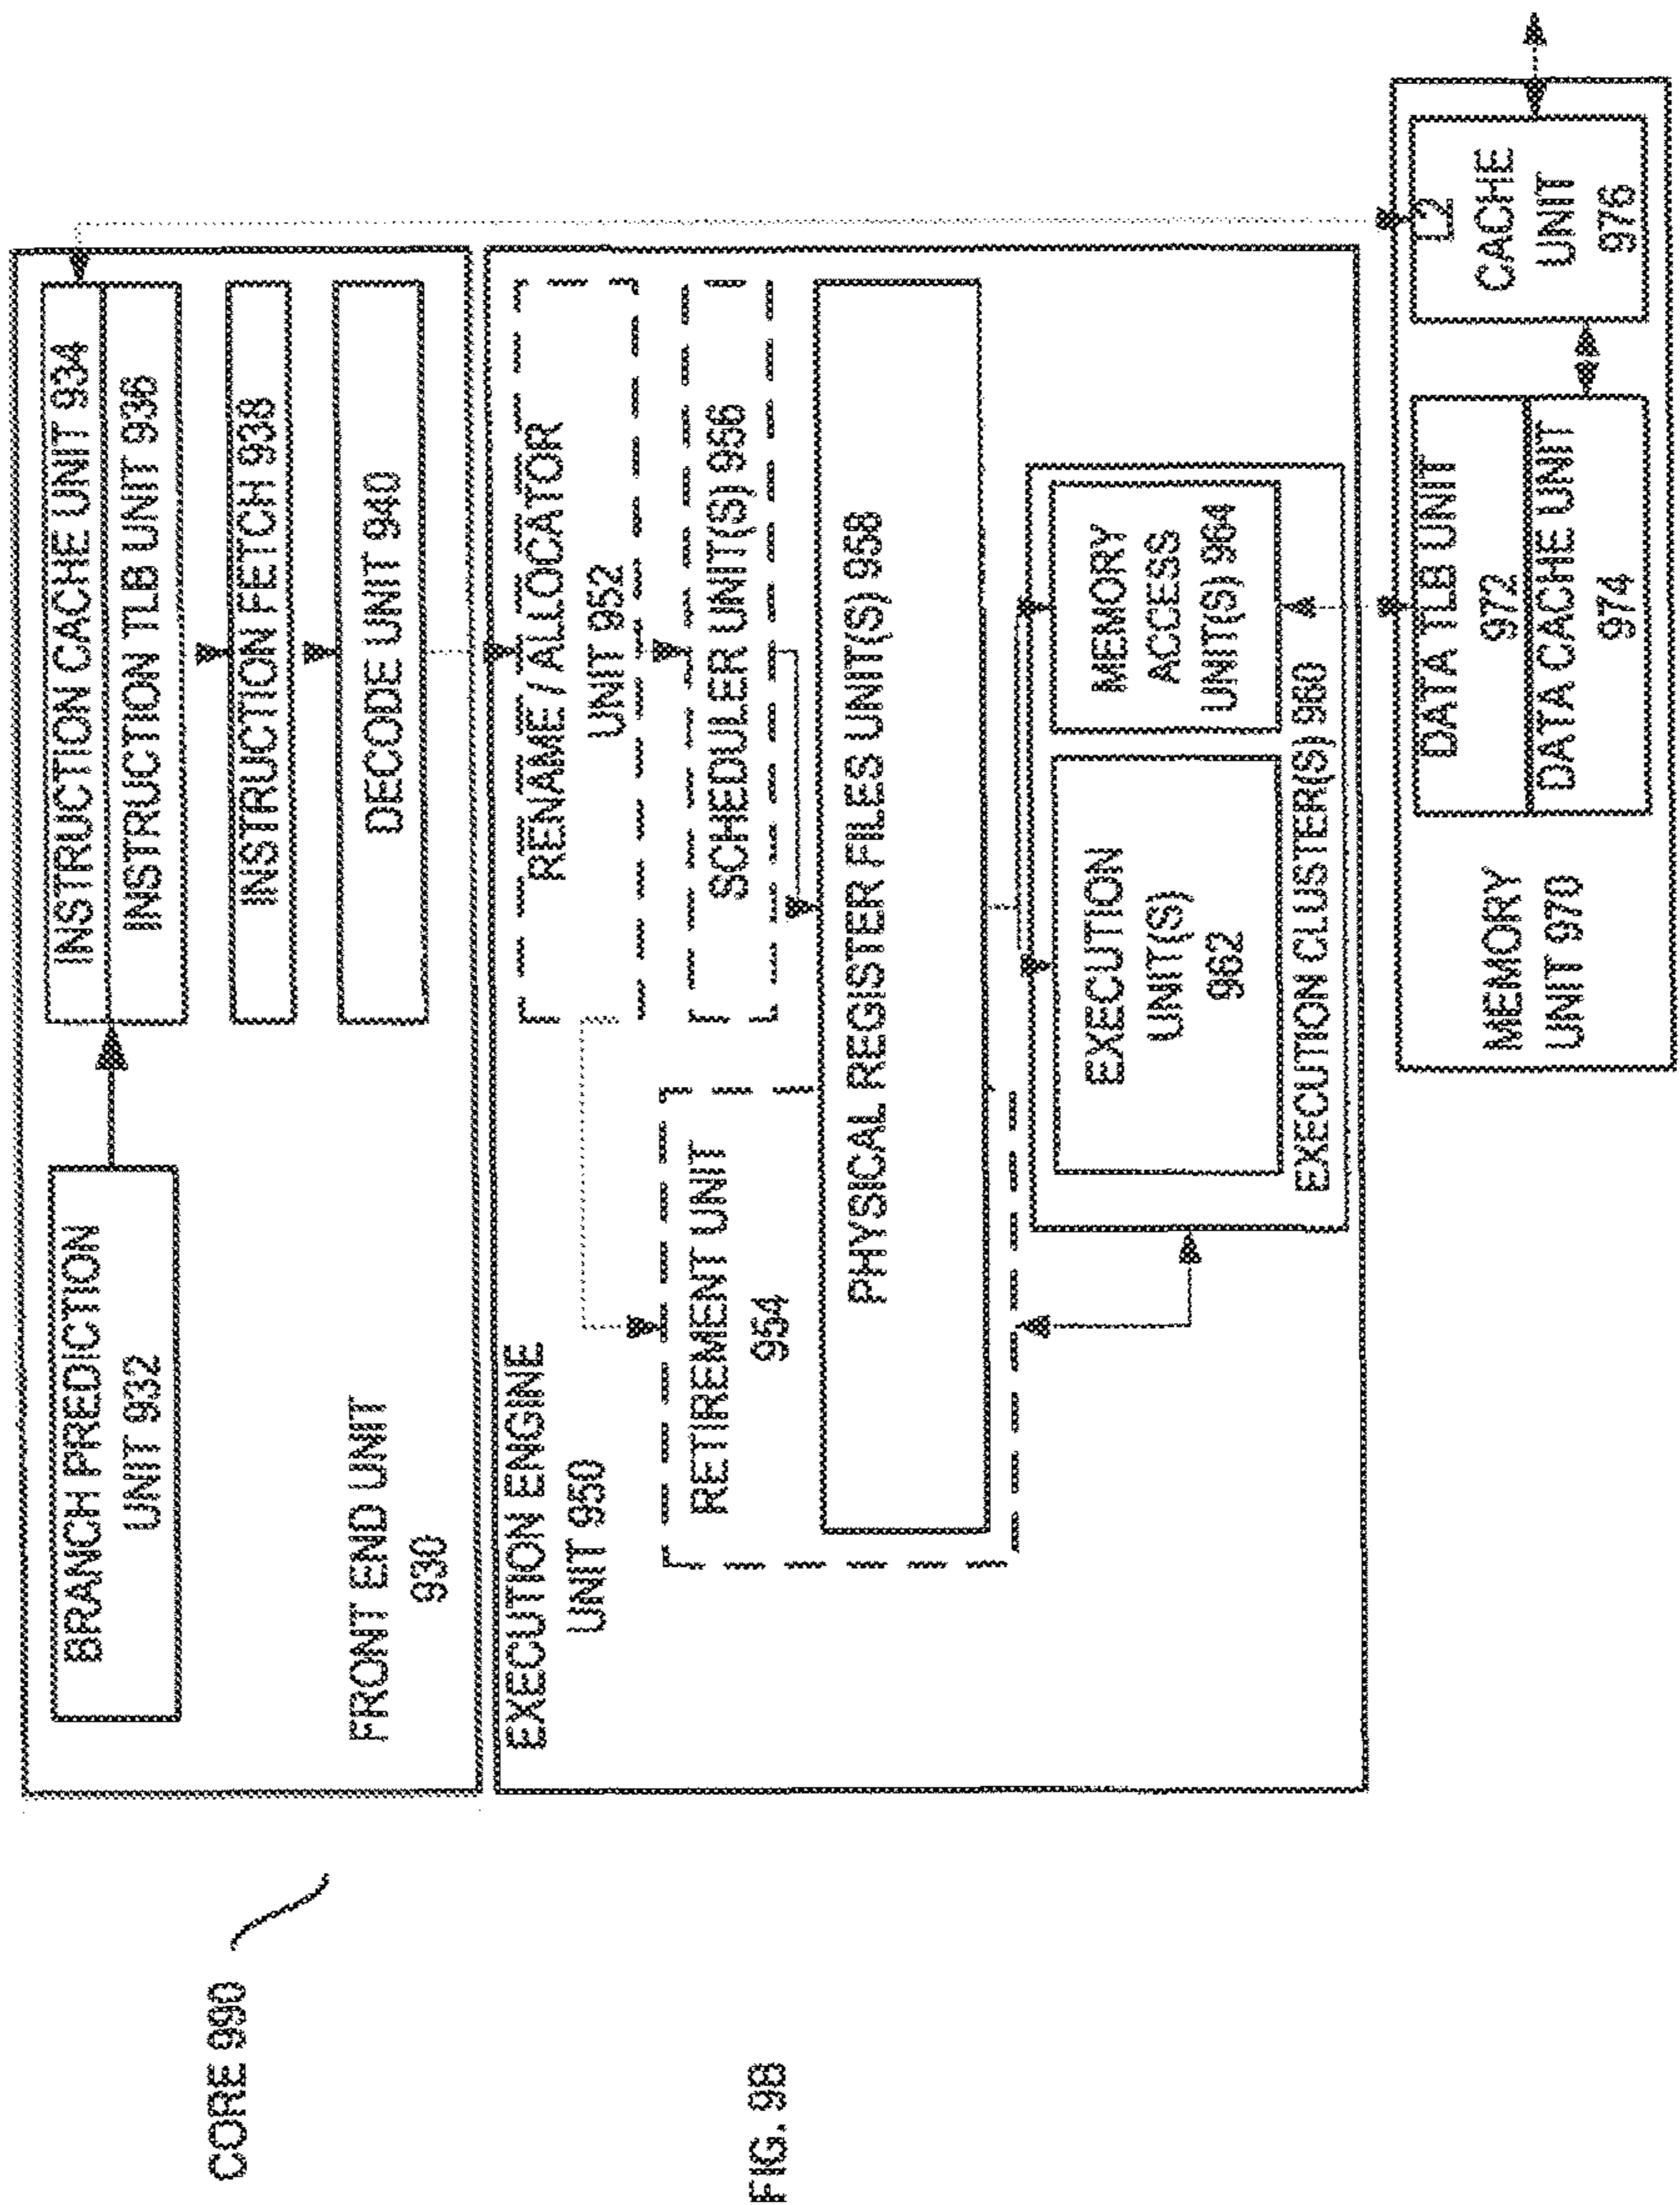 CORE 990
BRANCH PREDICTION
UNIT 932
INSTRUCTION CACHE UNIT 934
INSTRUCTION TLB UNIT 936
INSTRUCTION FETCH 938
DECODE UNIT 940
FRONT END UNIT
930
EXECUTION ENGINE
UNIT 950
RENAME / ALLOCATOR
UNIT 952
RETIREMENT UNIT
954
SCHEDULER UNIT(S) 956
PHYSICAL REGISTER FILES UNIT(S) 958
EXECUTION
UNIT(S)
962
MEMORY
ACCESS
UNIT(S) 964
EXECUTION CLUSTER(S) 960
MEMORY
UNIT 970
DATA TLB UNIT
972
DATA CACHE UNIT
974
L2
CACHE
UNIT
976
FIG. 9B